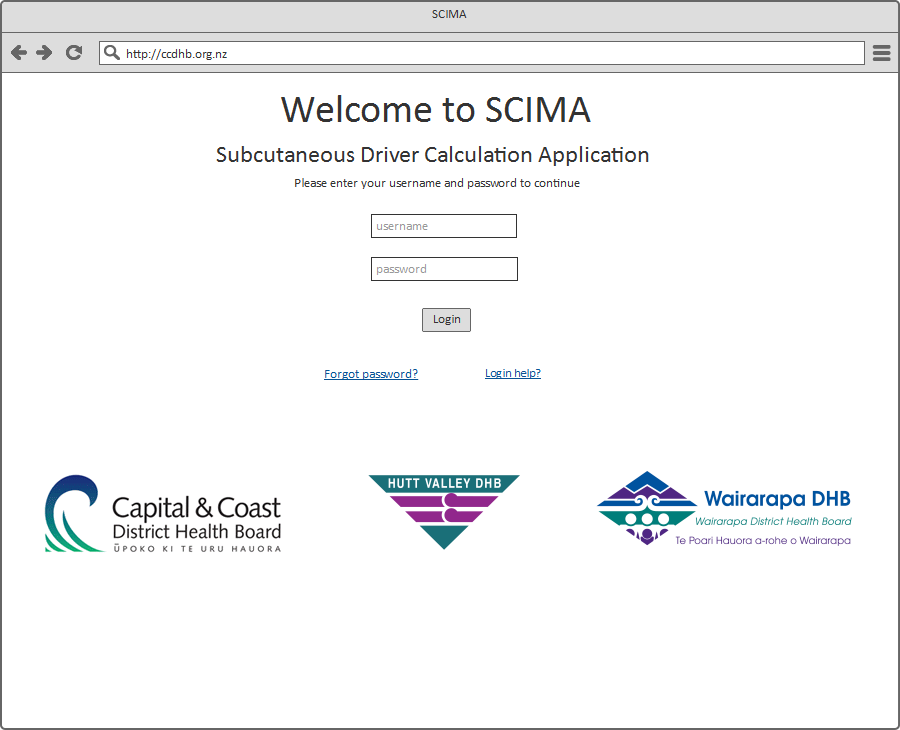 SCIMA
http://ccdhb.org.nz
Welcome to SCIMA
Subcutaneous Driver Calculation Application
Please enter your username and password to continue
username
password
Login
Forgot password?
Login help?
Capital & Coast
District Health Board
ŪPOKO KI TE URU HAUORA
HUTT VALLEY DHB
Wairarapa DHB
Wairarapa District Health Board
Te Poari Hauora a-rohe o Wairarapa